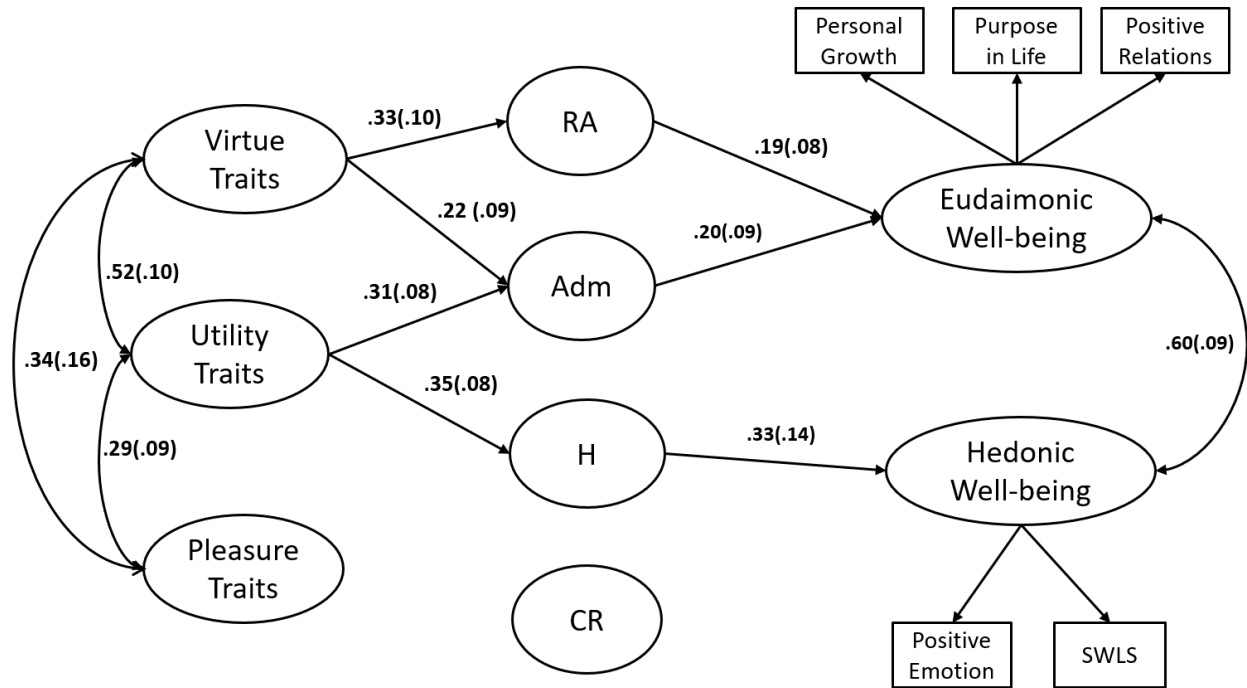 Personal
Growth
Purpose
in Life
Positive
Relations
Virtue
Traits
.33(.10)
RA
.19(.08)
.22 (.09)
Eudaimonic
Well-being
.20(.09)
.52(.10)
.31(.08)
Adm
Utility
Traits
.34(.16)
.60(.09)
.35(.08)
.29(.09)
H
.33(.14)
Hedonic
Well-being
Pleasure
Traits
CR
Positive
Emotion
SWLS